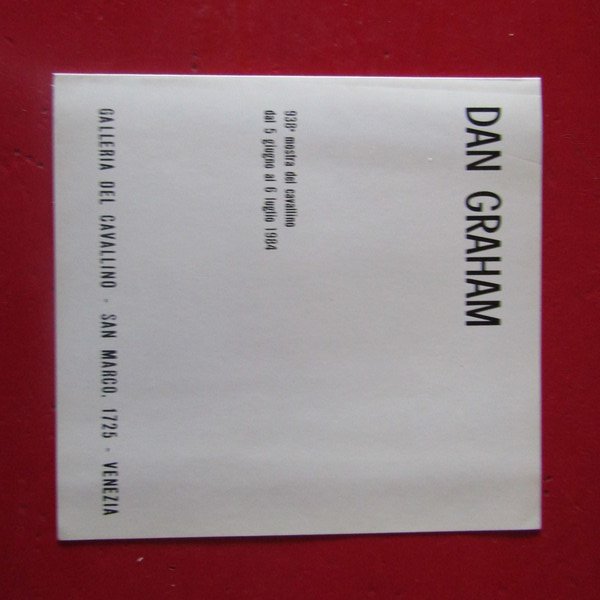 DAN GRAHAM
938ª mostra del cavallino
dal 5 giugno al 6 luglio 1984
GALLERIA DEL CAVALLINO - SAN MARCO, 1725 - VENEZIA